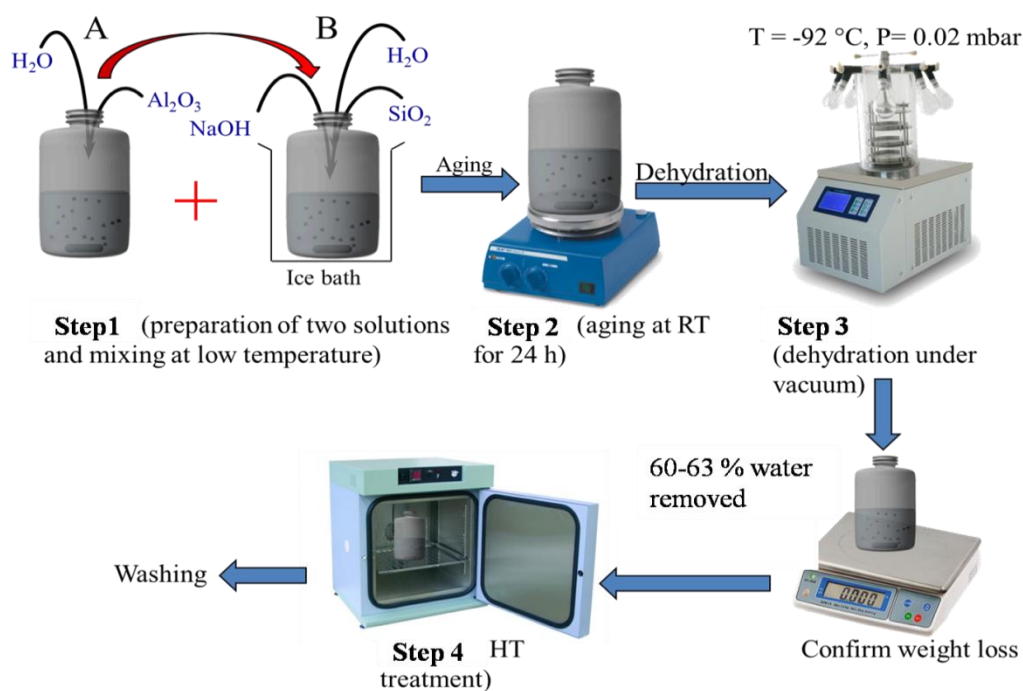 A
B
T = -92 °C, P= 0.02 mbar
H₂O
H₂O
Al₂O₃
NaOH
SiO₂
Aging
Dehydration
Ice bath
Step1 (preparation of two solutions
and mixing at low temperature)
Step 2 (aging at RT
for 24 h)
Step 3
(dehydration under
vacuum)
60-63 % water
removed
Washing
0.000
Step 4 HT
treatment)
Confirm weight loss